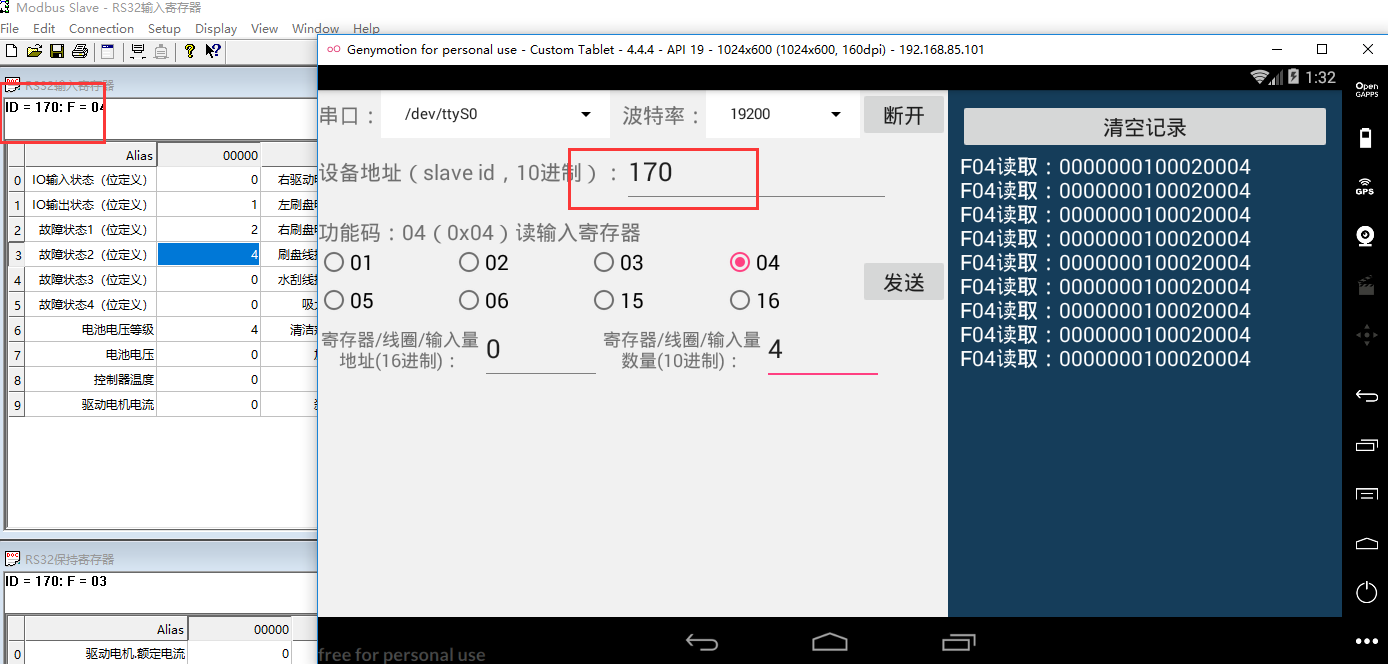 Modbus Slave - RS32输入寄存器
File Edit Connection Setup Display View Window Help
RS32输入寄存器
ID = 170: F = 04
Alias 00000
0 IO输入状态（位定义） 0 右驱动
1 IO输出状态（位定义） 1 左刷盘
2 故障状态1（位定义） 2 右刷盘
3 故障状态2（位定义） 4 刷盘线
4 故障状态3（位定义） 0 水刮线
5 故障状态4（位定义） 0 吸
6 电池电压等级 4 清洁
7 电池电压 0
8 控制器温度 0
9 驱动电机电流 0
RS32保持寄存器
ID = 170: F = 03
Alias 00000
0 驱动电机.额定电流 0
Genymotion for personal use - Custom Tablet - 4.4.4 - API 19 - 1024x600 (1024x600, 160dpi) - 192.168.85.101
1:32
串口： /dev/ttyS0 波特率： 19200 断开
设备地址（slave id，10进制）：170
功能码：04（0x04）读输入寄存器
01 02 03 04
05 06 15 16
发送
寄存器/线圈/输入量
地址(16进制)： 0
寄存器/线圈/输入量
数量(10进制)： 4
清空记录
F04读取：0000000100020004
F04读取：0000000100020004
F04读取：0000000100020004
F04读取：0000000100020004
F04读取：0000000100020004
F04读取：0000000100020004
F04读取：0000000100020004
F04读取：0000000100020004
F04读取：0000000100020004
free for personal use
Open
GAPPS
GPS